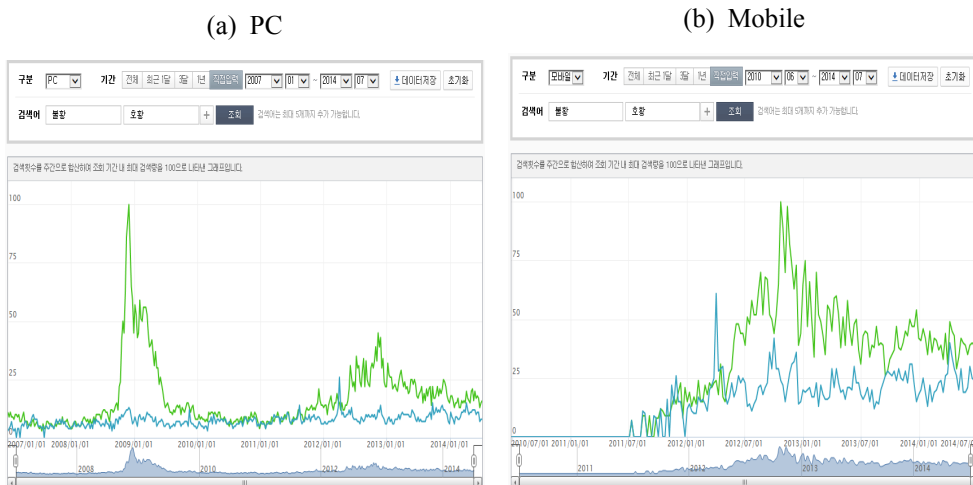 (a) PC
구분 PC 기간 전체 최근1달 3달 1년 직접입력 2007 01 ~ 2014 07 데이터저장 초기화
검색어 불황 호황 + 조회 검색어는 최대 5개까지 추가 가능합니다.
검색횟수를 주간으로 합산하여 조회 기간 내 최대 검색량을 100으로 나타낸 그래프입니다.
100
75
50
25
0
2007/01/01 2008/01/01 2009/01/01 2010/01/01 2011/01/01 2012/01/01 2013/01/01 2014/01/01
2008 2010 2012 2014
(b) Mobile
구분 모바일 기간 전체 최근1달 3달 1년 직접입력 2010 06 ~ 2014 07 데이터저장 초기화
검색어 불황 호황 + 조회 검색어는 최대 5개까지 추가 가능합니다.
검색횟수를 주간으로 합산하여 조회 기간 내 최대 검색량을 100으로 나타낸 그래프입니다.
100
75
50
25
0
2010/07/01 2011/01/01 2011/07/01 2012/01/01 2012/07/01 2013/01/01 2013/07/01 2014/01/01 2014/07/0
2011 2012 2013 2014